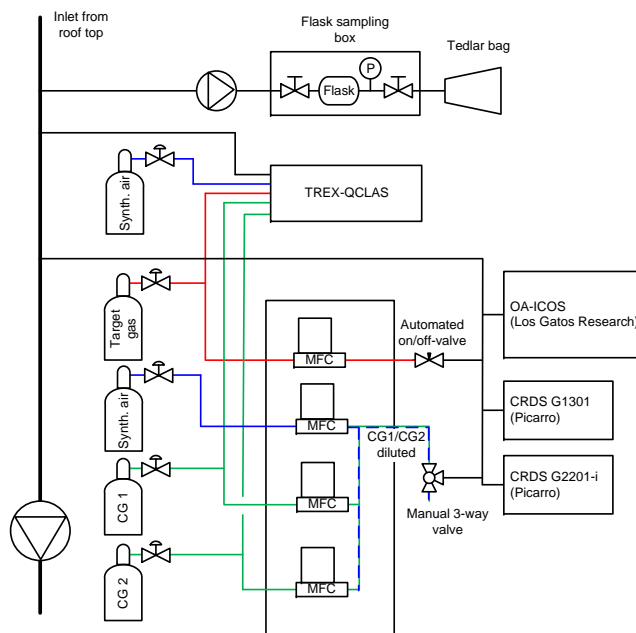 Inlet from
roof top
Flask sampling
box
Tedlar bag
P
Flask
Synth. air
TREX-QCLAS
Target
gas
OA-ICOS
(Los Gatos Research)
Automated
on/off-valve
MFC
Synth. air
CRDS G1301
(Picarro)
MFC
CG1/CG2
diluted
CG 1
CRDS G2201-i
(Picarro)
MFC
Manual 3-way
valve
CG 2
MFC